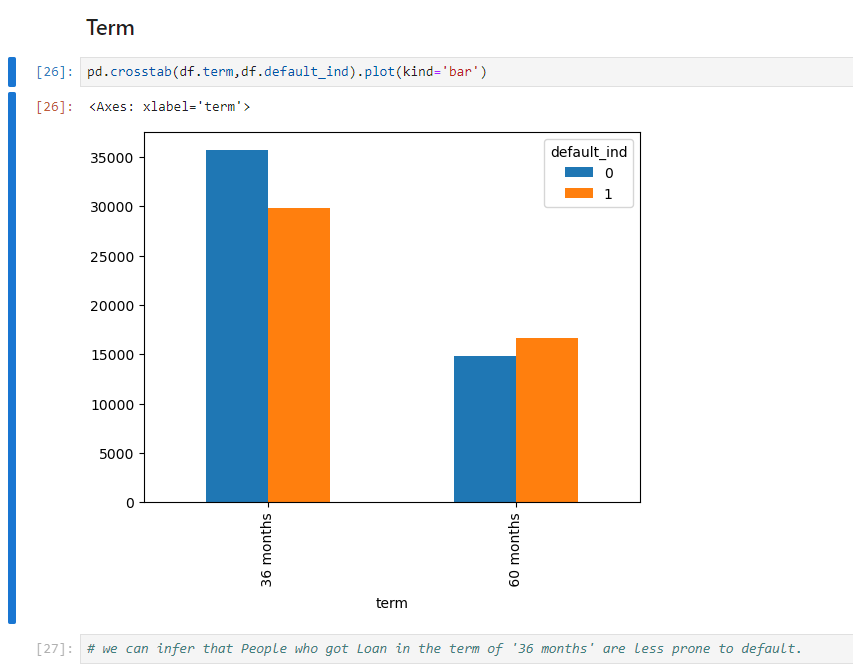 Term
[26]: pd.crosstab(df.term,df.default_ind).plot(kind='bar')
[26]: <Axes: xlabel='term'>
default_ind
0
1
35000
30000
25000
20000
15000
10000
5000
0
36 months
60 months
term
[27]: # we can infer that People who got Loan in the term of '36 months' are less prone to default.